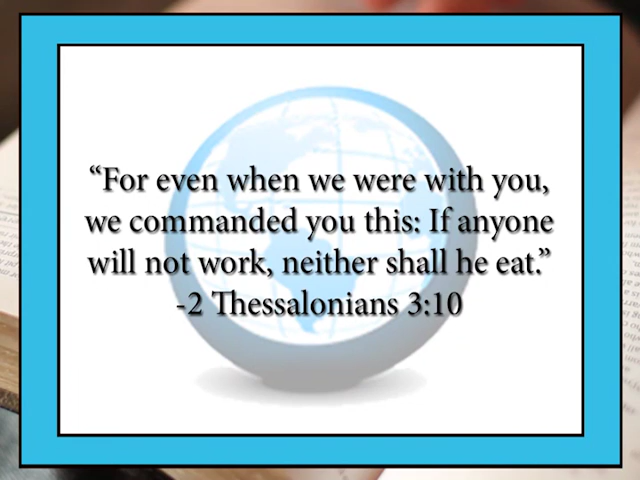 “For even when we were with you,
we commanded you this: If anyone
will not work, neither shall he eat.”
-2 Thessalonians 3:10